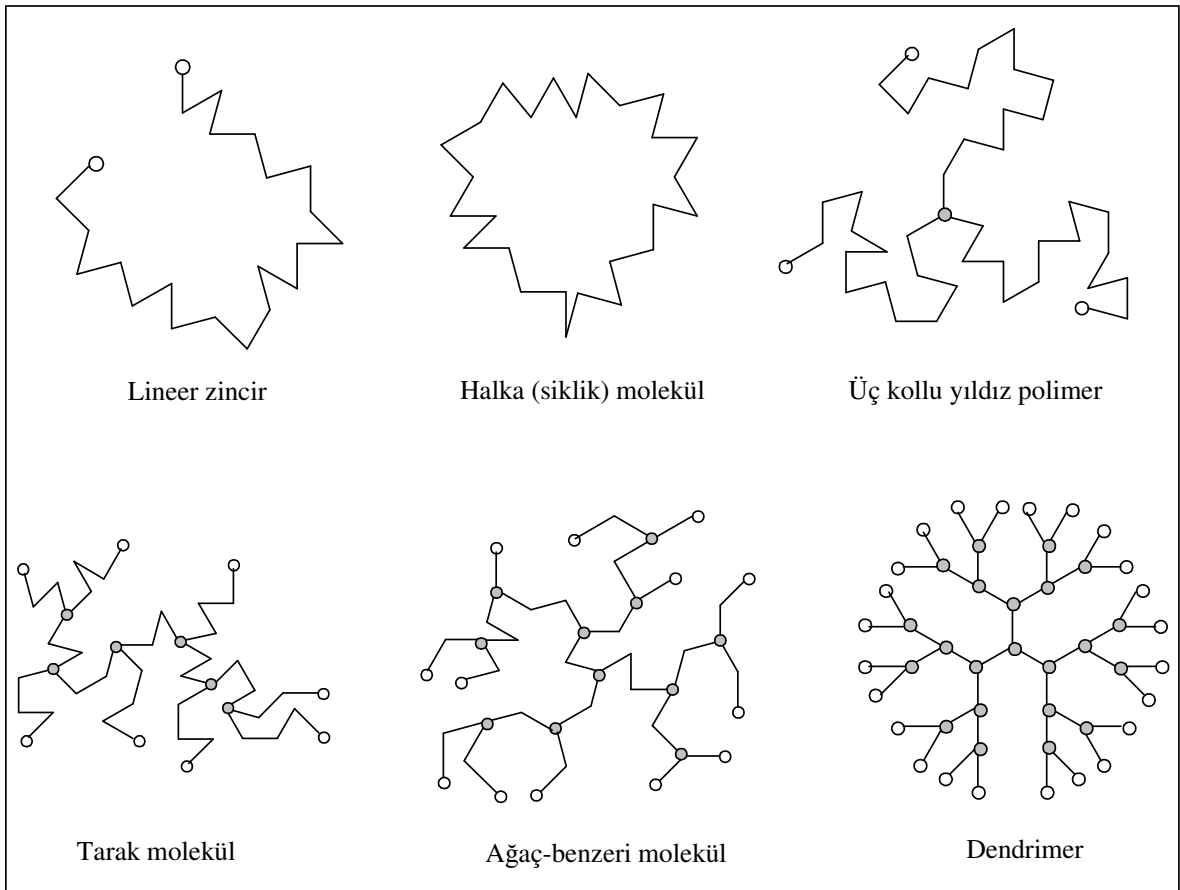 Lineer zincir
Halka (siklik) molekül
Üç kollu yıldız polimer
Tarak molekül
Ağaç-benzeri molekül
Dendrimer